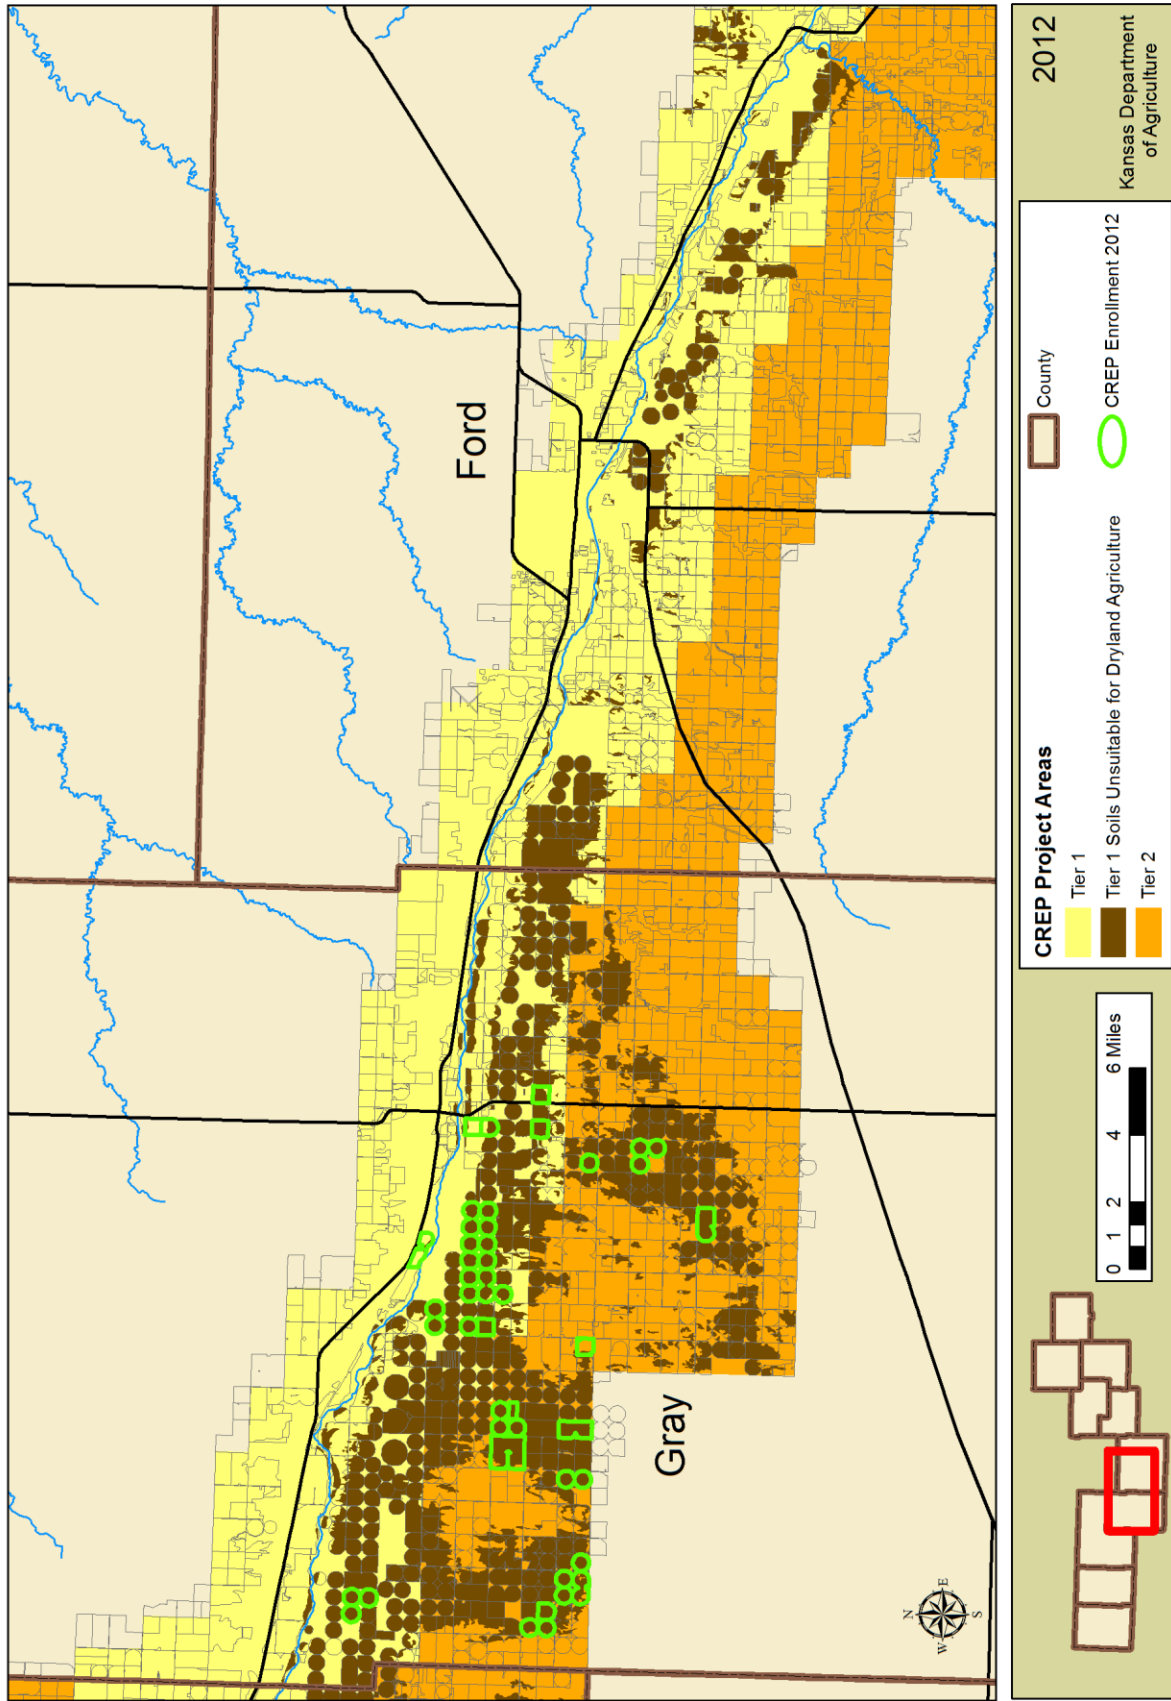 Ford
Gray
N
W
E
S
0 1 2 4 6 Miles
CREP Project Areas
Tier 1
Tier 1 Soils Unsuitable for Dryland Agriculture
Tier 2
County
CREP Enrollment 2012
2012
Kansas Department
of Agriculture